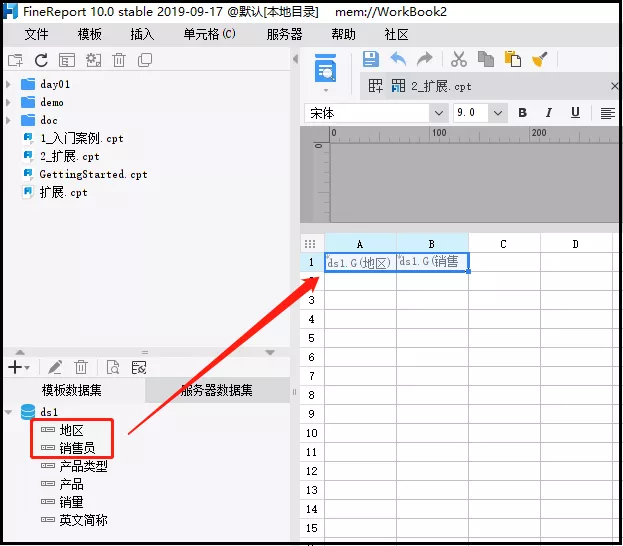 FineReport 10.0 stable 2019-09-17 @默认[本地目录] mem://WorkBook2
文件 模板 插入 单元格(C) 服务器 帮助 社区
day01
demo
doc
1_入门案例.cpt
2_扩展.cpt
GettingStarted.cpt
扩展.cpt
2_扩展.cpt
宋体 9.0 B I U
0 100 200
0
A B C D
1 ds1.G(地区) ds1.G(销售
3
4
5
6
7
8
9
10
11
12
13
14
15
模板数据集 服务器数据集
ds1
地区
销售员
产品类型
产品
销量
英文简称